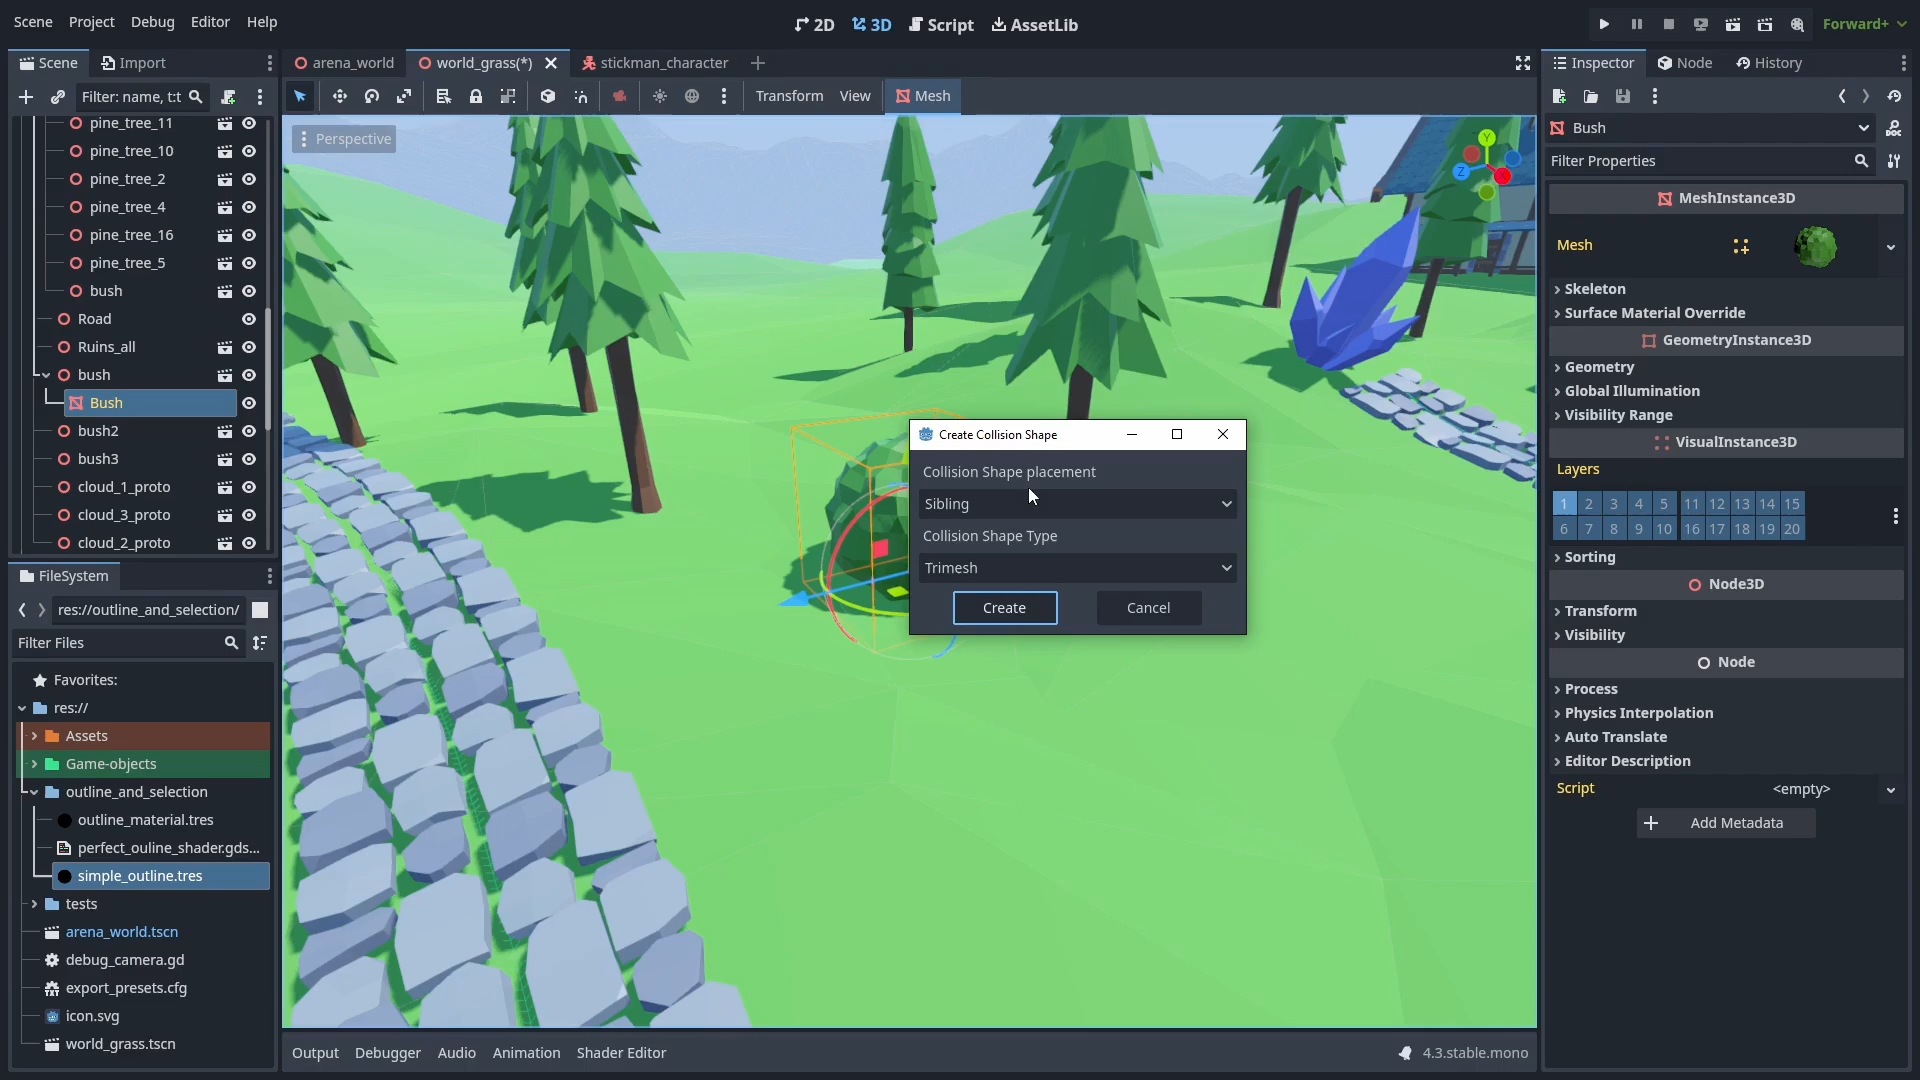 Scene Project Debug Editor Help
2D 3D Script AssetLib
Forward+
Scene Import
Filter: name, t:t
pine_tree_11
pine_tree_10
pine_tree_2
pine_tree_4
pine_tree_16
pine_tree_5
bush
Road
Ruins_all
bush
Bush
bush2
bush3
cloud_1_proto
cloud_3_proto
cloud_2_proto
FileSystem
res://outline_and_selection/
Filter Files
Favorites:
res://
Assets
Game-objects
outline_and_selection
outline_material.tres
perfect_ouline_shader.gds...
simple_outline.tres
tests
arena_world.tscn
debug_camera.gd
export_presets.cfg
icon.svg
world_grass.tscn
arena_world world_grass(*) stickman_character
Transform View Mesh
Perspective
Y
Z X
Create Collision Shape
Collision Shape placement
Sibling
Collision Shape Type
Trimesh
Create Cancel
Output Debugger Audio Animation Shader Editor
4.3.stable.mono
Inspector Node History
Bush
DOC
Filter Properties
MeshInstance3D
Mesh
Skeleton
Surface Material Override
GeometryInstance3D
Geometry
Global Illumination
Visibility Range
VisualInstance3D
Layers
1 2 3 4 5 11 12 13 14 15
6 7 8 9 10 16 17 18 19 20
Sorting
Node3D
Transform
Visibility
Node
Process
Physics Interpolation
Auto Translate
Editor Description
Script <empty>
Add Metadata